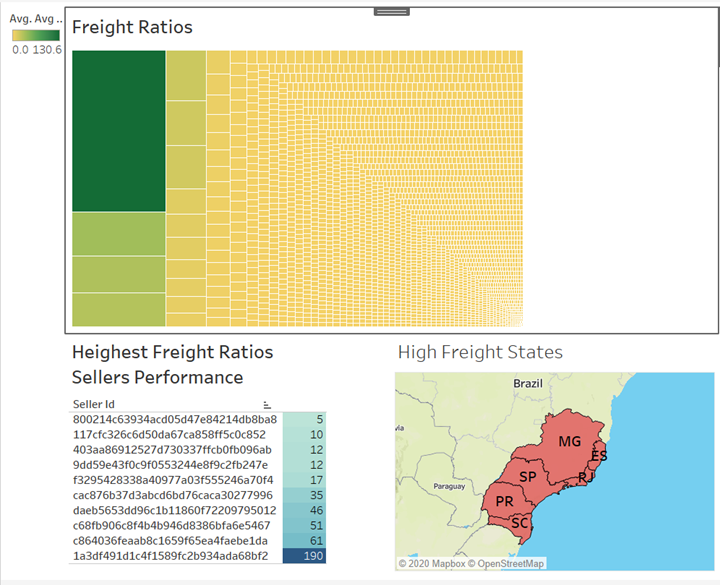 Avg. Avg ..
0.0 130.6
Freight Ratios
Heighest Freight Ratios
Sellers Performance
Seller Id
800214c63934acd05d47e84214db8ba8 5
117cfc326c6d50da67ca858ff5c0c852 10
403aa86912527d730337ffcb0fb096ab 12
9dd59e43f0c9f0553244e8f9c2fb247e 12
f3295428338a40977a03f555246a70f4 17
cac876b37d3abcd6bd76caca30277996 35
daeb5653dd96c1b11860f72209795012 46
c68fb906c8f4b4b946d8386bfa6e5467 51
c864036feaab8c1659f65ea4faebe1da 61
1a3df491d1c4f1589fc2b934ada68bf2 190
High Freight States
Brazil
via
MG
ES
SP
RJ
Paraguay
PR
SC
© 2020 Mapbox © OpenStreetMap